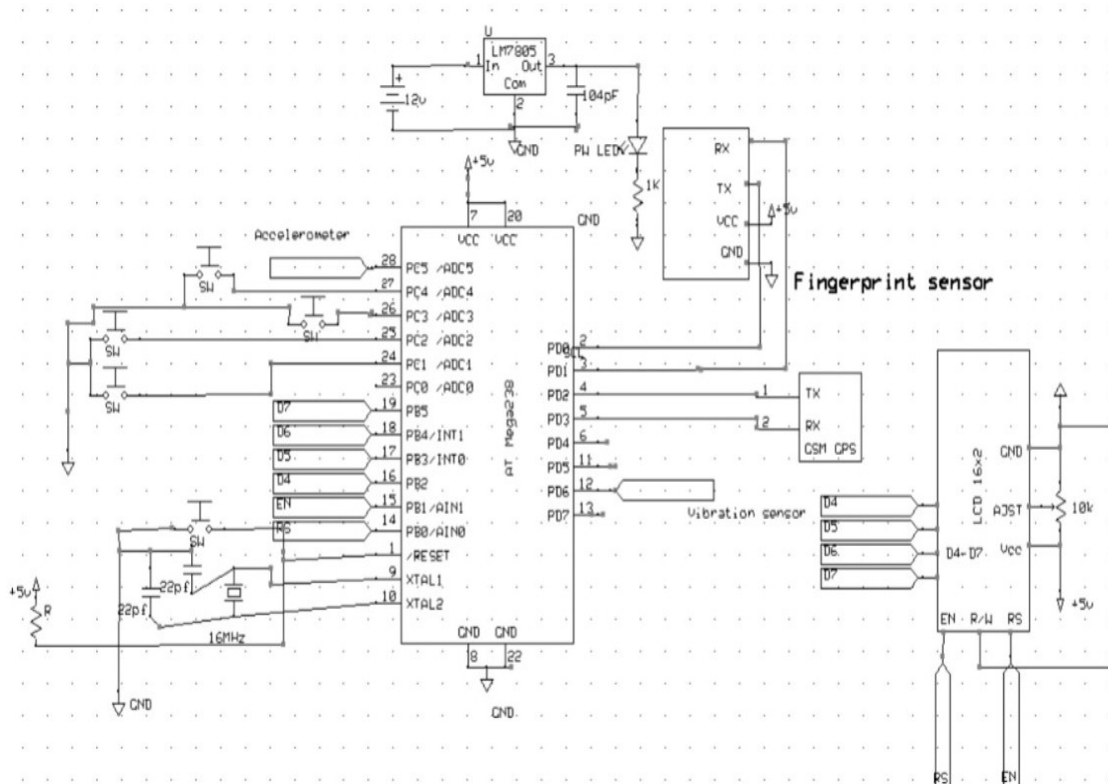 U
LM7805
1 In Out 3
Com
2
+
12v
104pF
GND
PW LED
1K
RX
TX
VCC
+5v
GND
Fingerprint sensor
+5v
7 20
VCC VCC
GND
Accelerometer
28 PC5 /ADC5
27 PC4 /ADC4
26 PC3 /ADC3
25 PC2 /ADC2
24 PC1 /ADC1
23 PC0 /ADC0
19 PB5
18 PB4/INT1
17 PB3/INT0
16 PB2
15 PB1/AIN1
14 PB0/AIN0
1 /RESET
9 XTAL1
10 XTAL2
SW
SW
SW
SW
SW
D7
D6
D5
D4
EN
RS
AT Mega238
PD0 2
PD1 3
PD2 4
PD3 5
PD4 6
PD5 11
PD6 12
PD7 13
GND GND
8 22
GND
22pf
22pf
16MHz
+5v
R
GND
1 TX
12 RX
GSM GPS
Vibration sensor
D4
D5
D6
D7
LCD 16x2
GND
AJST
10k
D4-D7
Vcc
+5v
EN R/W RS
RS
EN